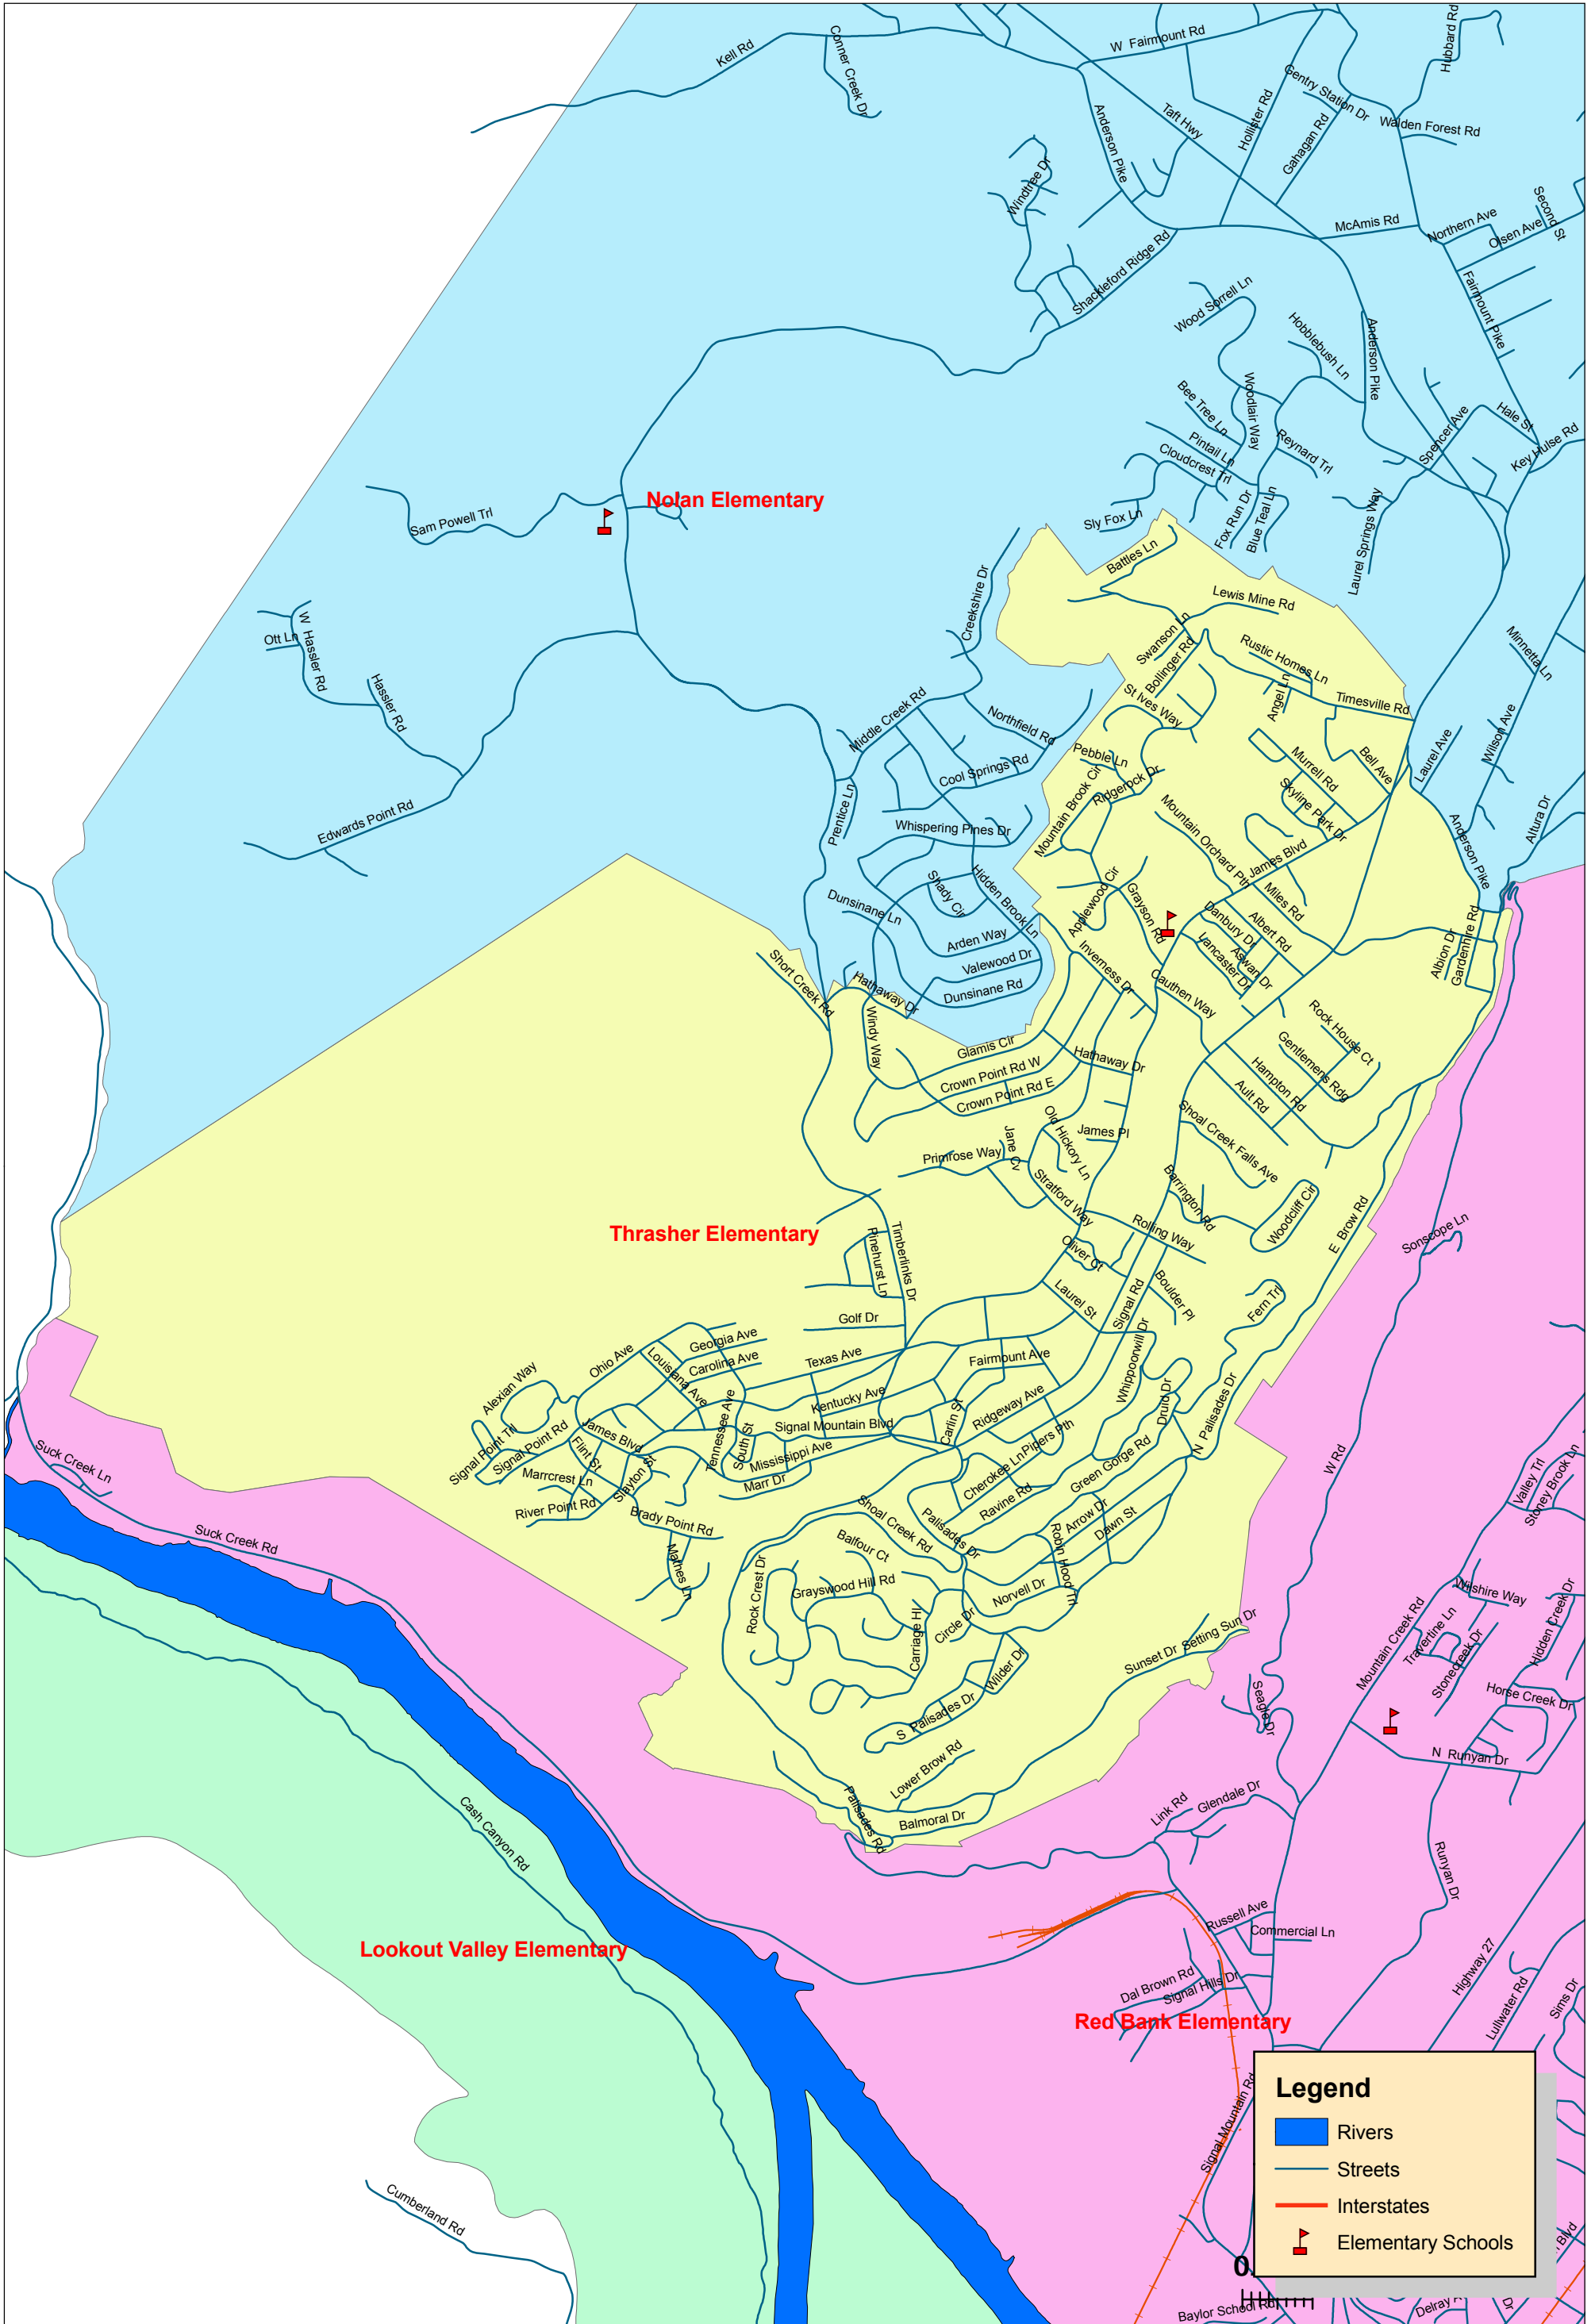 Kell Rd
Conner Creek Dr
W Fairmount Rd
Hubbard Rd
Gentry Station Dr
Anderson Pike
Taft Hwy
Hollister Rd
Gahagan Rd
Walden Forest Rd
Windtree Dr
Second St
McAmis Rd
Northern Ave
Olsen Ave
Shackleford Ridge Rd
Fairmount Pike
Wood Sorrell Ln
Hobblebush Ln
Anderson Pike
Bee Tree Ln
Woodlair Way
Hale St
Spencer Ave
Key Hulse Rd
Pintail Ln
Reynard Trl
Cloudcrest Trl
Nolan Elementary
Sam Powell Trl
Sly Fox Ln
Fox Run Dr
Blue Teal Ln
Laurel Springs Way
Battles Ln
Creekshire Dr
Lewis Mine Rd
Ott Ln
W Hassler Rd
Swanson Ln
Bollinger Rd
Rustic Homes Ln
Minnetta Ln
Hassler Rd
Angel Ln
Timesville Rd
St Ives Way
Middle Creek Rd
Northfield Rd
Wilson Ave
Laurel Ave
Pebble Ln
Bell Ave
Murrell Rd
Cool Springs Rd
Mountain Brook Cir
Ridgerock Dr
Skyline Park Dr
Edwards Point Rd
Prentice Ln
Whispering Pines Dr
Mountain Orchard Pth
Altura Dr
Anderson Pike
James Blvd
Shady Cir
Hidden Brook Ln
Applewood Cir
Grayson Rd
Miles Rd
Dunsinane Ln
Danbury Dr
Albert Rd
Arden Way
Lancaster Dr
Aswan Dr
Albion Dr
Gardenhire Rd
Valewood Dr
Inverness Dr
Short Creek Rd
Hathaway Dr
Dunsinane Rd
Cauthen Way
Windy Way
Glamis Cir
Rock House Ct
Hathaway Dr
Gentlemens Rdg
Crown Point Rd W
Crown Point Rd E
Hampton Rd
Ault Rd
Old Hickory Ln
James Pl
Shoal Creek Falls Ave
Jane Cv
Primrose Way
Stratford Way
Barrington Rd
Woodcliff Cir
E Brow Rd
Rolling Way
Sonscope Ln
Thrasher Elementary
Pinehurst Ln
Timberlinks Dr
Oliver Ct
Laurel St
Signal Rd
Boulder Pl
Fern Trl
Golf Dr
Georgia Ave
Ohio Ave
Louisiana Ave
Carolina Ave
Texas Ave
Fairmount Ave
Whippoorwill Dr
Alexian Way
Kentucky Ave
Druid Dr
N Palisades Dr
Tennessee Ave
South St
Signal Mountain Blvd
Carlin St
Ridgeway Ave
Signal Point Trl
Signal Point Rd
James Blvd
Flint St
Mississippi Ave
Pipers Pth
Suck Creek Ln
Marrcrest Ln
Slayton St
Marr Dr
Cherokee Ln
Green Gorge Rd
W Rd
Valley Trl
Stoney Brook Ln
River Point Rd
Ravine Rd
Brady Point Rd
Shoal Creek Rd
Palisades Dr
Arrow Dr
Dawn St
Suck Creek Rd
Mathes Ln
Balfour Ct
Robin Hood Trl
Rock Crest Dr
Grayswood Hill Rd
Norvell Dr
Wilshire Way
Carriage Hl
Circle Dr
Mountain Creek Rd
Travertine Ln
Hidden Creek Dr
Setting Sun Dr
Sunset Dr
Wilder Dr
Stonecreek Dr
Seagle Dr
Horse Creek Dr
S Palisades Dr
Lower Brow Rd
N Runyan Dr
Palisades Rd
Balmoral Dr
Link Rd
Glendale Dr
Cash Canyon Rd
Runyan Dr
Russell Ave
Commercial Ln
Lookout Valley Elementary
Highway 27
Dal Brown Rd
Signal Hills Dr
Lullwater Rd
Sims Dr
Red Bank Elementary
Signal Mountain Rd
Legend
Rivers
Streets
Interstates
Elementary Schools
Cumberland Rd
Blvd
0
Baylor School Rd
Delray
Dr